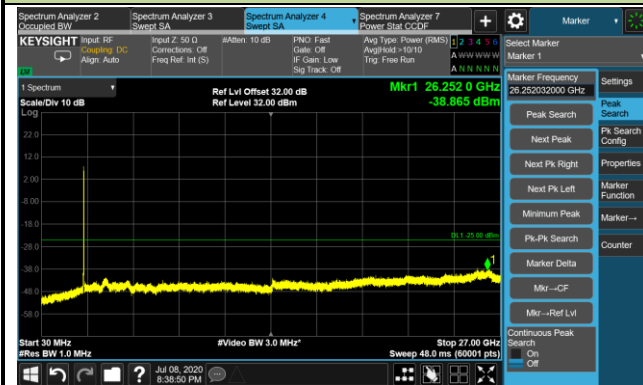 Spectrum Analyzer 2
Occupied BW
Spectrum Analyzer 3
Swept SA
Spectrum Analyzer 4
Swept SA
Spectrum Analyzer 7
Power Stat CCDF
+
Marker
KEYSIGHT
Input: RF
Coupling: DC
Align: Auto
Input Z: 50 Ω
Corrections: Off
Freq Ref: Int (S)
#Atten: 10 dB
PNO: Fast
Gate: Off
IF Gain: Low
Sig Track: Off
Avg Type: Power (RMS)
Avg|Hold:>10/10
Trig: Free Run
1 2 3 4 5 6
A W W W W W
A N N N N N
Select Marker
Marker 1
1 Spectrum
Scale/Div 10 dB
Log
Ref Lvl Offset 32.00 dB
Ref Level 32.00 dBm
Mkr1 26.252 0 GHz
-38.865 dBm
22.0
12.0
2.00
-8.00
-18.0
-28.0
-38.0
-48.0
-58.0
DL1 -25.00 dBm
1
Start 30 MHz
#Res BW 1.0 MHz
#Video BW 3.0 MHz*
Stop 27.00 GHz
Sweep 48.0 ms (60001 pts)
Marker Frequency
26.252032000 GHz
Peak Search
Next Peak
Next Pk Right
Next Pk Left
Minimum Peak
Pk-Pk Search
Marker Delta
Mkr→CF
Mkr→Ref Lvl
Continuous Peak
Search
On
Off
Settings
Peak
Search
Pk Search
Config
Properties
Marker
Function
Marker→
Counter
?
Jul 08, 2020
8:38:50 PM